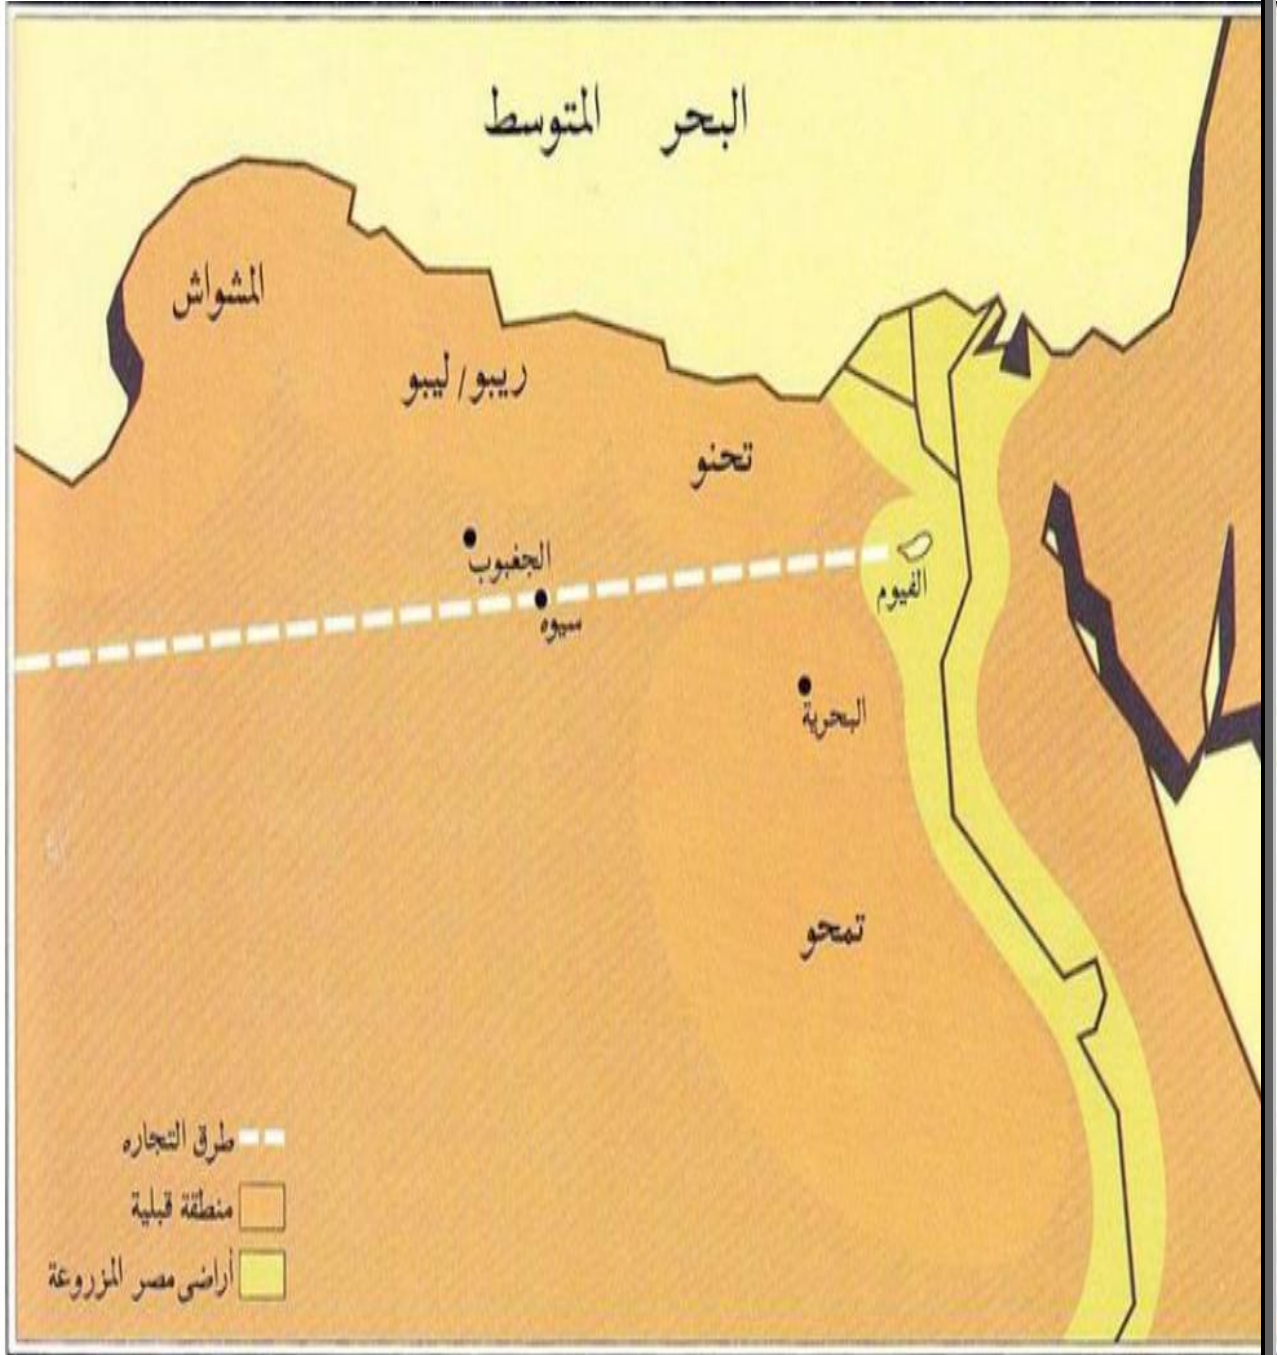 البحر المتوسط
المشواش
ريبو/ليبو
تحنو
الجغبوب
سيوه
الفيوم
البحرية
تمحو
طرق التجاره
منطقة قبلية
أراضى مصر المزروعة